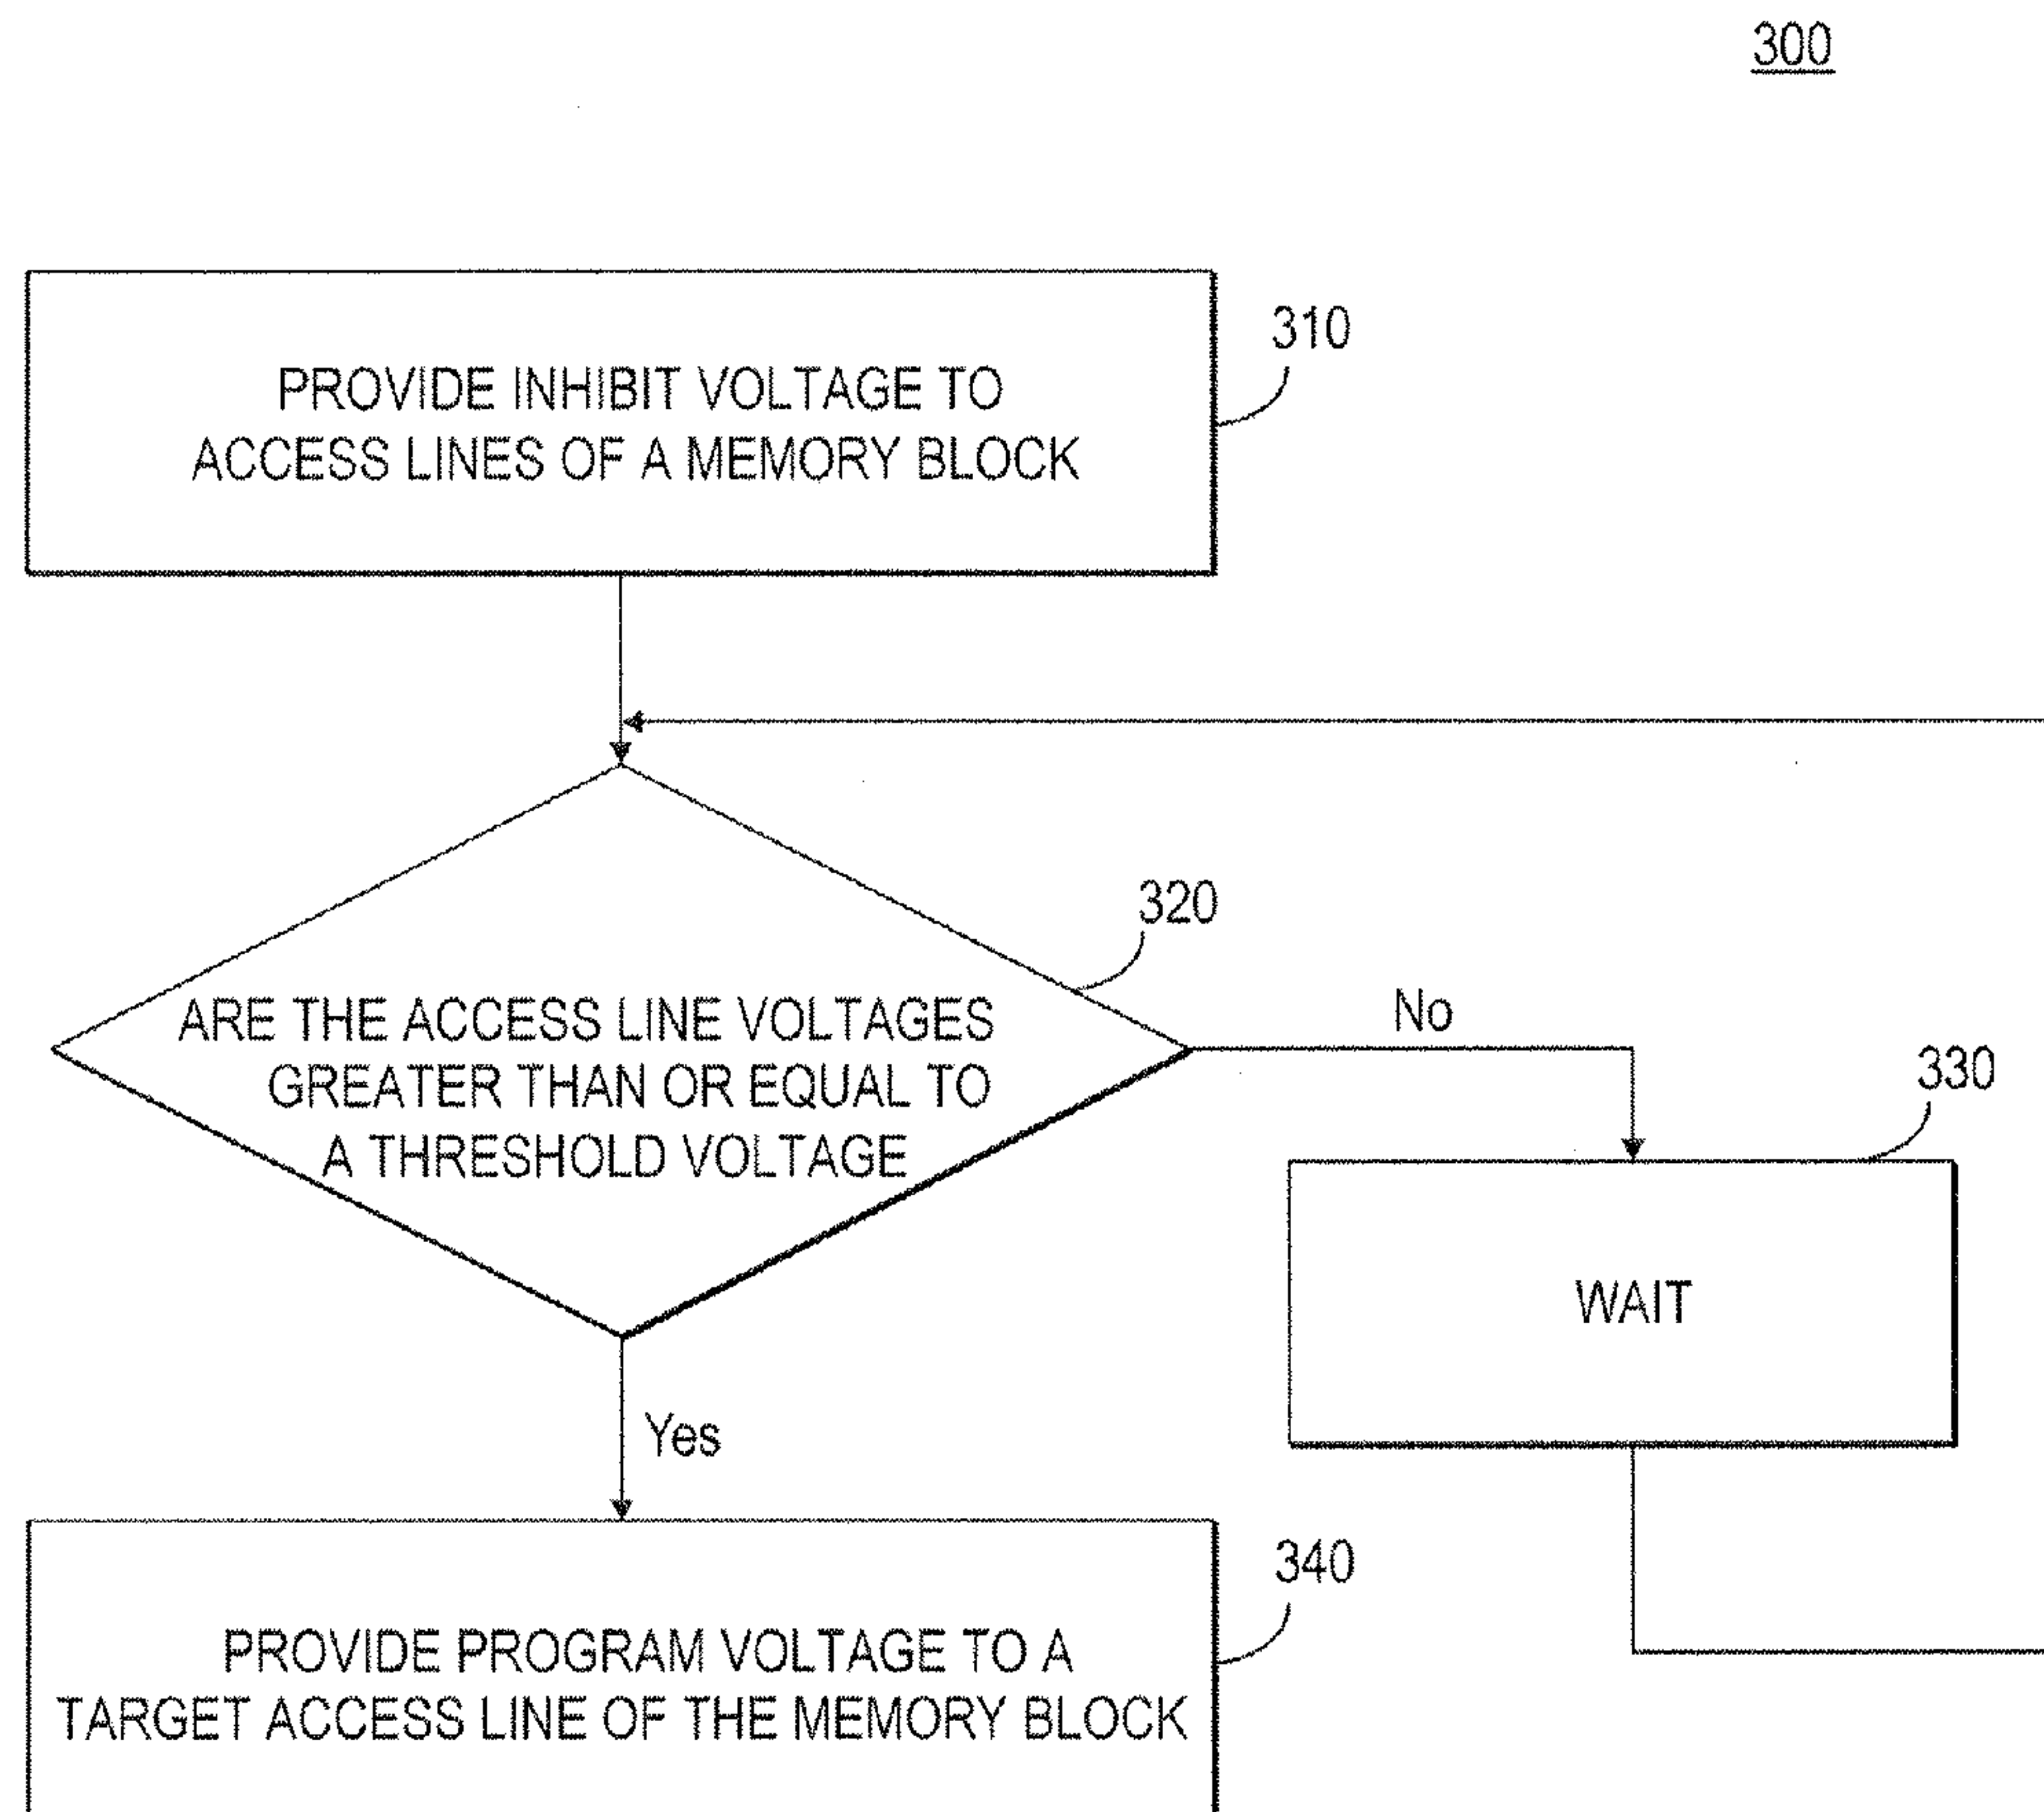 300
310
PROVIDE INHIBIT VOLTAGE TO
ACCESS LINES OF A MEMORY BLOCK
320
ARE THE ACCESS LINE VOLTAGES
GREATER THAN OR EQUAL TO
A THRESHOLD VOLTAGE
No
330
WAIT
Yes
340
PROVIDE PROGRAM VOLTAGE TO A
TARGET ACCESS LINE OF THE MEMORY BLOCK